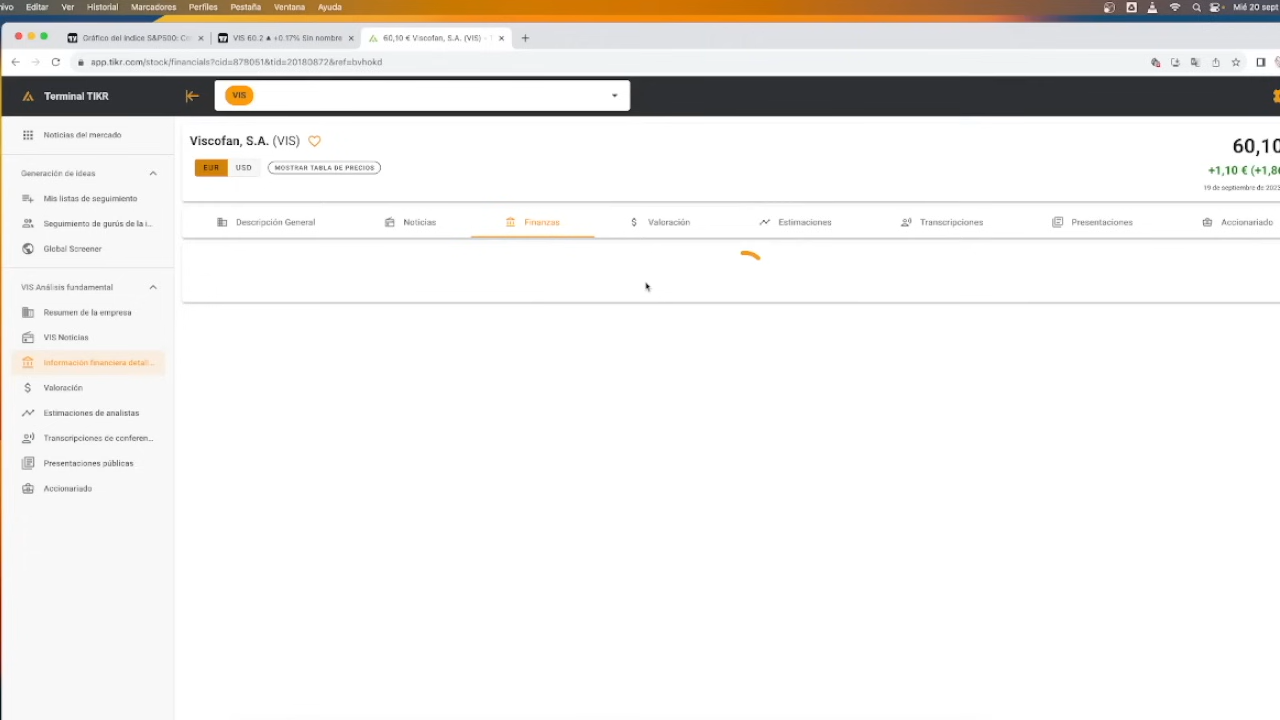 Editar Ver Historial Marcadores Perfiles Pestaña Ventana Ayuda Mié 20 sept
Gráfico del índice S&P500: Co VIS 60.2 ▲ +0.17% Sin nombre 60,10 € Viscofan, S.A. (VIS) -
app.tikr.com/stock/financials?cid=878051&tid=20180872&ref=bvhokd
Terminal TIKR VIS
Noticias del mercado
Viscofan, S.A. (VIS)
60,10
EUR USD MOSTRAR TABLA DE PRECIOS
+1,10 € (+1,86
19 de septiembre de 2023
Generación de ideas
Mis listas de seguimiento
Seguimiento de gurús de la i...
Global Screener
Descripción General Noticias Finanzas Valoración Estimaciones Transcripciones Presentaciones Accionariado
VIS Análisis fundamental
Resumen de la empresa
VIS Noticias
Información financiera detall...
Valoración
Estimaciones de analistas
Transcripciones de conferen...
Presentaciones públicas
Accionariado